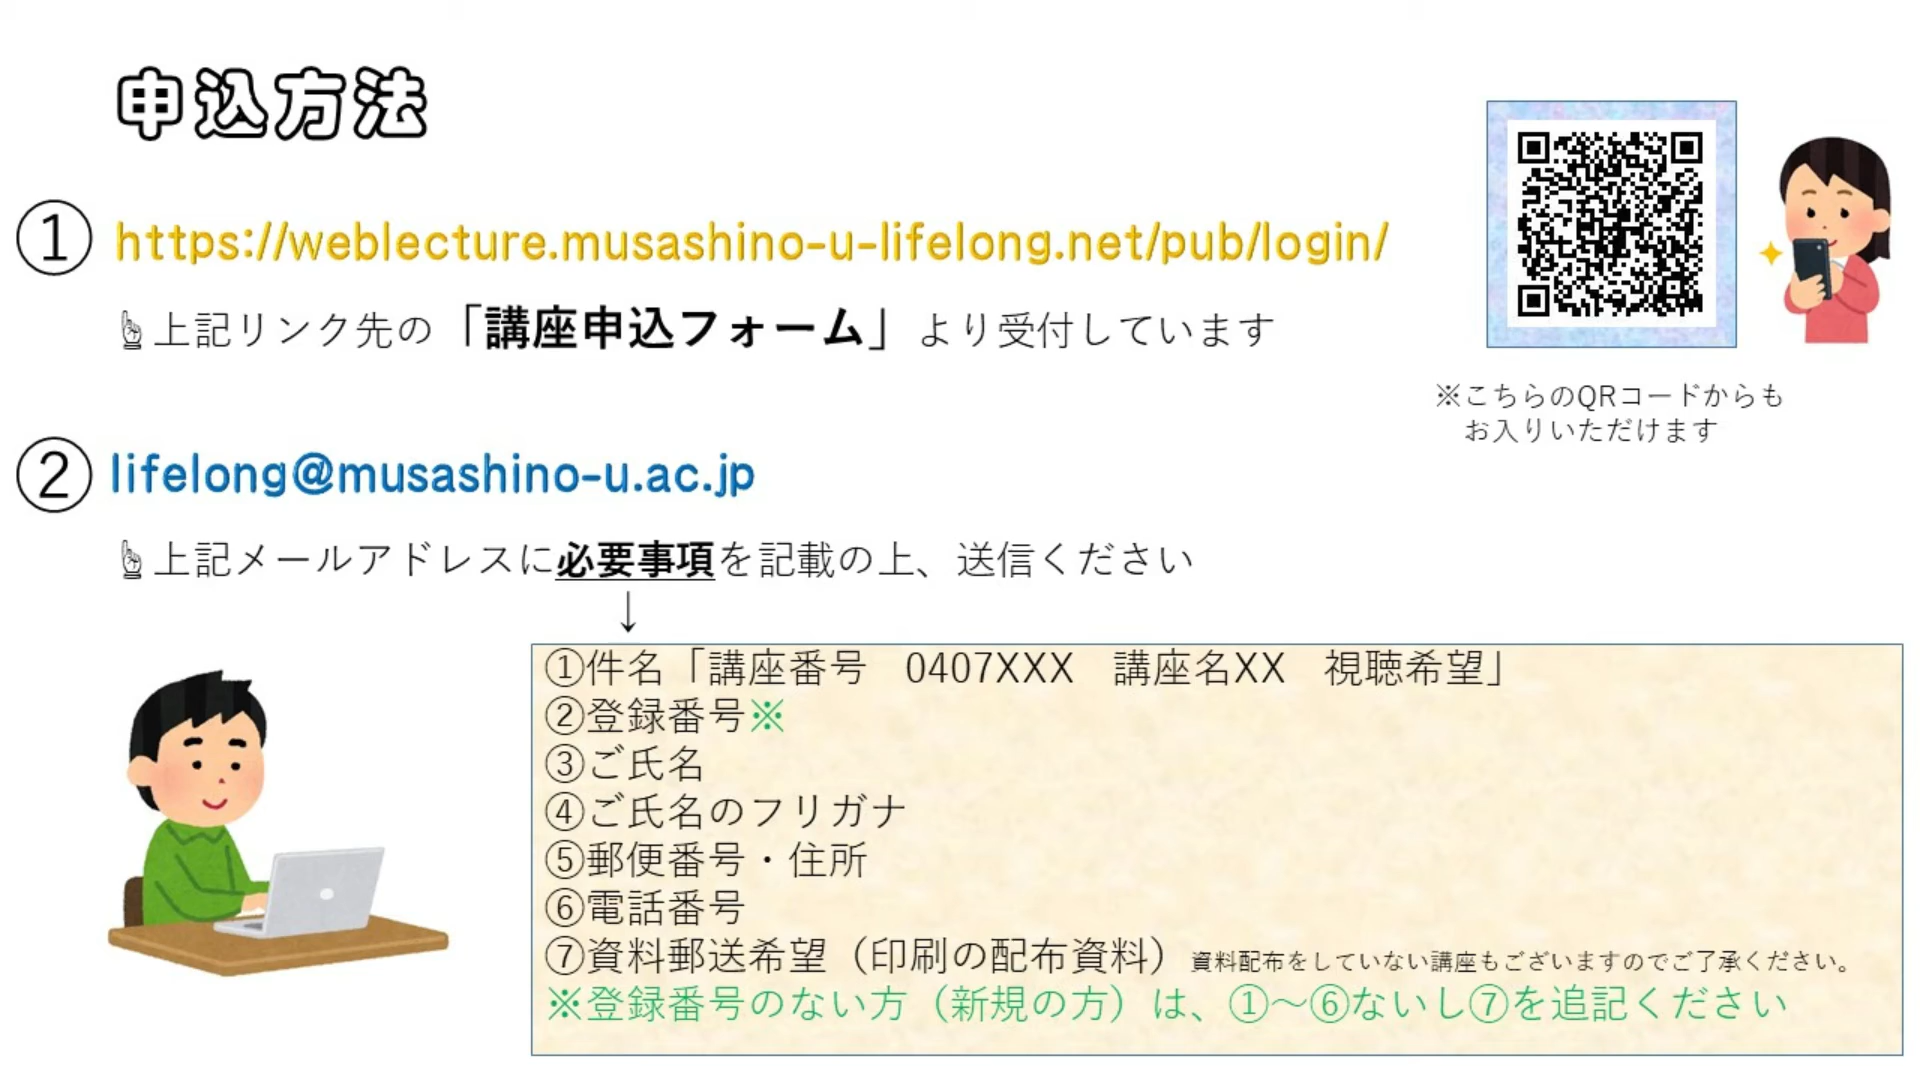 申込方法
① https://weblecture.musashino-u-lifelong.net/pub/login/
☝上記リンク先の「講座申込フォーム」より受付しています
※こちらのQRコードからも
お入りいただけます
② lifelong@musashino-u.ac.jp
☝上記メールアドレスに必要事項を記載の上、送信ください
↓
①件名「講座番号　0407XXX　講座名XX　視聴希望」
②登録番号※
③ご氏名
④ご氏名のフリガナ
⑤郵便番号・住所
⑥電話番号
⑦資料郵送希望（印刷の配布資料）資料配布をしていない講座もございますのでご了承ください。
※登録番号のない方（新規の方）は、①～⑥ないし⑦を追記ください